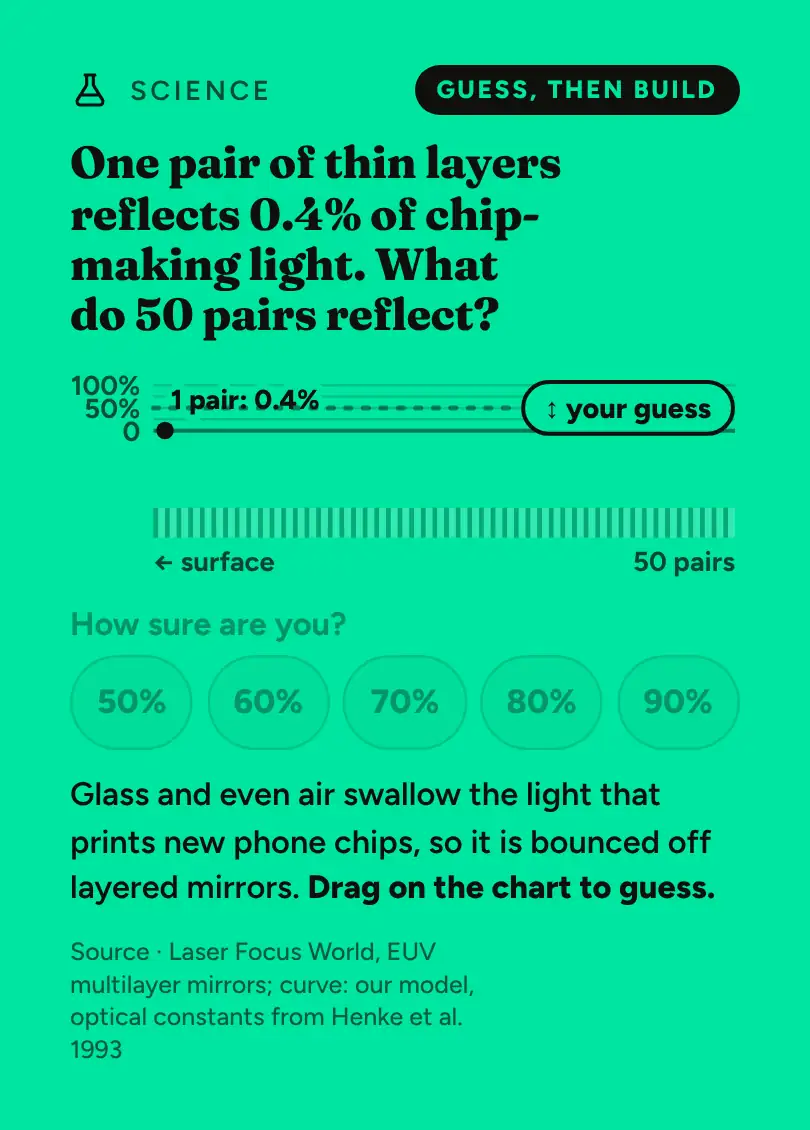 SCIENCE
GUESS, THEN BUILD
One pair of thin layers
reflects 0.4% of chip-
making light. What
do 50 pairs reflect?
100%
50%
0
1 pair: 0.4%
↕ your guess
← surface
50 pairs
How sure are you?
50%
60%
70%
80%
90%
Glass and even air swallow the light that
prints new phone chips, so it is bounced off
layered mirrors. Drag on the chart to guess.
Source · Laser Focus World, EUV
multilayer mirrors; curve: our model,
optical constants from Henke et al.
1993